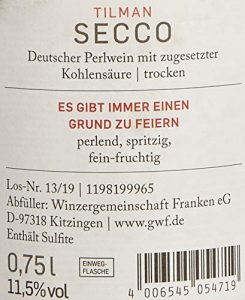 TILMAN
SECCO
Deutscher Perlwein mit zugesetzter
Kohlensäure | trocken
ES GIBT IMMER EINEN
GRUND ZU FEIERN
perlend, spritzig,
fein-fruchtig
Los-Nr. 13/19 | 1198199965
Abfüller: Winzergemeinschaft Franken eG
D-97318 Kitzingen | www.gwf.de
Enthält Sulfite
0,75 l
11,5% vol
EINWEG-
FLASCHE
4 006545 054719